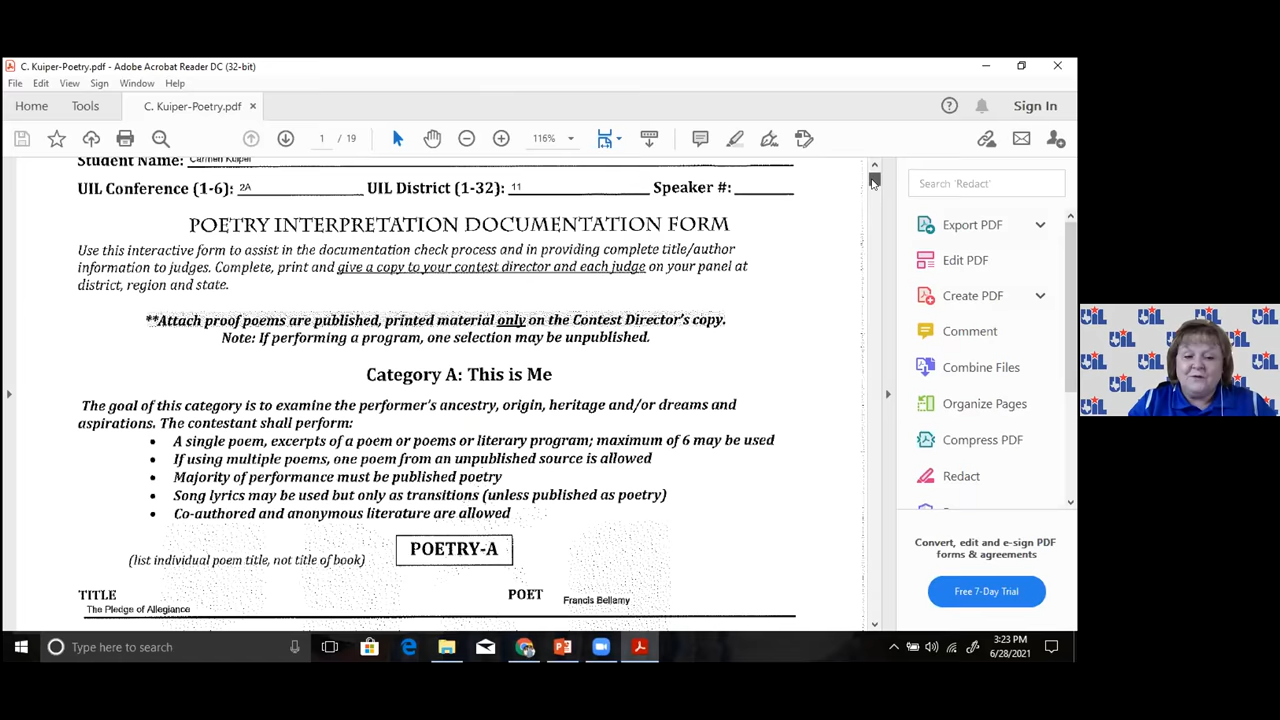 C. Kuiper-Poetry.pdf - Adobe Acrobat Reader DC (32-bit)
File Edit View Sign Window Help
Home Tools C. Kuiper-Poetry.pdf × Sign In
1 / 19 116%
Student Name: Carmen Kuiper
UIL Conference (1-6): 2A UIL District (1-32): 11 Speaker #:
POETRY INTERPRETATION DOCUMENTATION FORM
Use this interactive form to assist in the documentation check process and in providing complete title/author
information to judges. Complete, print and give a copy to your contest director and each judge on your panel at
district, region and state.
**Attach proof poems are published, printed material only on the Contest Director's copy.
Note: If performing a program, one selection may be unpublished.
Category A: This is Me
The goal of this category is to examine the performer's ancestry, origin, heritage and/or dreams and
aspirations. The contestant shall perform:
• A single poem, excerpts of a poem or poems or literary program; maximum of 6 may be used
• If using multiple poems, one poem from an unpublished source is allowed
• Majority of performance must be published poetry
• Song lyrics may be used but only as transitions (unless published as poetry)
• Co-authored and anonymous literature are allowed
(list individual poem title, not title of book) POETRY-A
TITLE POET
The Pledge of Allegiance Francis Bellamy
Search 'Redact'
Export PDF
Edit PDF
Create PDF
Comment
Combine Files
Organize Pages
Compress PDF
Redact
Convert, edit and e-sign PDF
forms & agreements
Free 7-Day Trial
UIL UIL UIL
UIL UIL
UIL UIL
UIL
UIL UIL
Type here to search
3:23 PM
6/28/2021